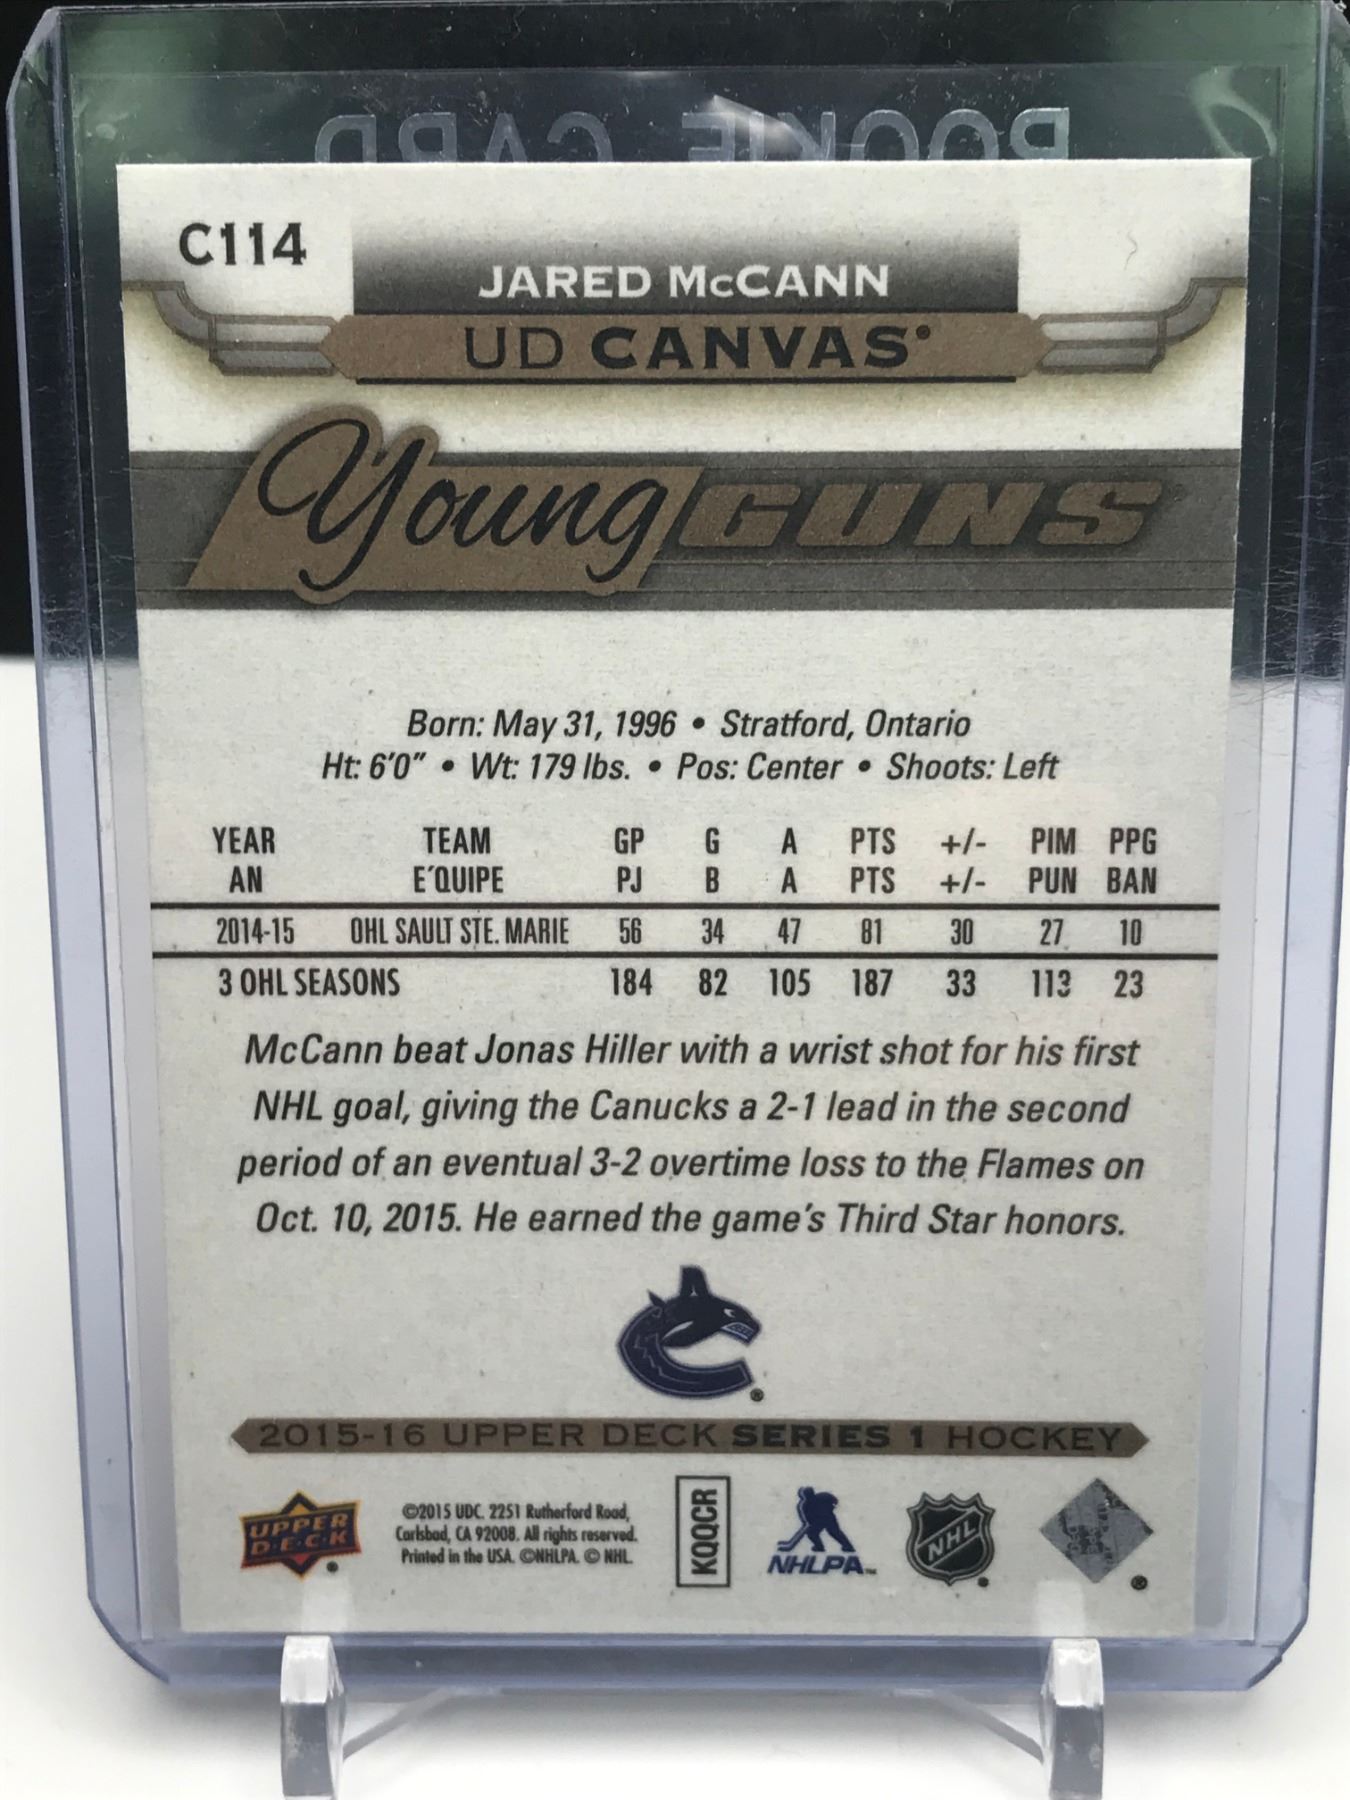 ROOKIE CARD
C114
JARED McCANN
UD CANVAS®
Young GUNS
Born: May 31, 1996 • Stratford, Ontario
Ht: 6'0" • Wt: 179 lbs. • Pos: Center • Shoots: Left
YEAR TEAM GP G A PTS +/- PIM PPG
AN E´QUIPE PJ B A PTS +/- PUN BAN
2014-15 OHL SAULT STE. MARIE 56 34 47 81 30 27 10
3 OHL SEASONS 184 82 105 187 33 113 23
McCann beat Jonas Hiller with a wrist shot for his first
NHL goal, giving the Canucks a 2-1 lead in the second
period of an eventual 3-2 overtime loss to the Flames on
Oct. 10, 2015. He earned the game's Third Star honors.
®
2015-16 UPPER DECK SERIES 1 HOCKEY
UPPER
DECK
®
©2015 UDC. 2251 Rutherford Road,
Carlsbad, CA 92008. All rights reserved.
Printed in the USA. ©NHLPA. © NHL.
KQQCR
NHLPA™
NHL
®
®